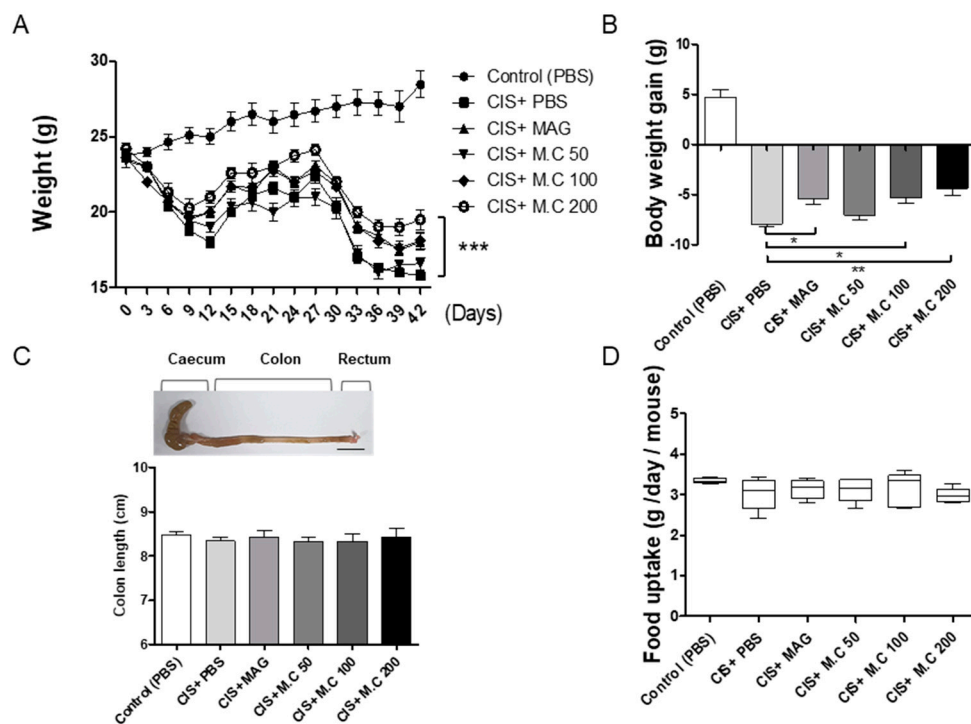 A
Weight (g)
30
25
20
15
0 3 6 9 12 15 18 21 24 27 30 33 36 39 42 (Days)
Control (PBS)
CIS+ PBS
CIS+ MAG
CIS+ M.C 50
CIS+ M.C 100
CIS+ M.C 200
***
B
Body weight gain (g)
10
5
0
-5
-10
*
*
**
Control (PBS) CIS+ PBS CIS+ MAG CIS+ M.C 50 CIS+ M.C 100 CIS+ M.C 200
C
Caecum Colon Rectum
Colon length (cm)
10
9
8
7
6
Control (PBS) CIS+ PBS CIS+MAG CIS+M.C 50 CIS+M.C 100 CIS+M.C 200
D
Food uptake (g /day / mouse)
5
4
3
2
1
0
Control (PBS) CIS+ PBS CIS+ MAG CIS+ M.C 50 CIS+ M.C 100 CIS+ M.C 200